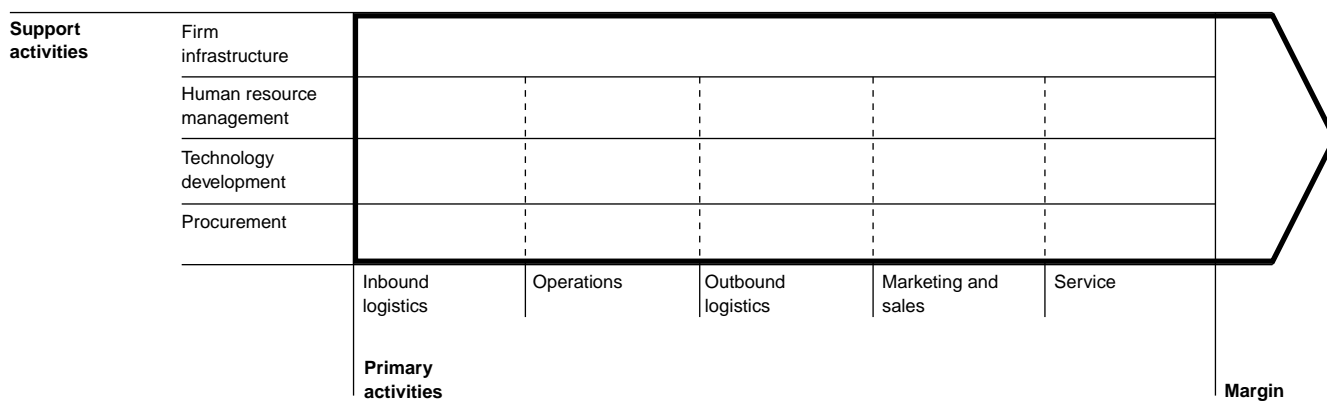 Support
activities
Firm
infrastructure
Human resource
management
Technology
development
Procurement
Inbound
logistics
Operations
Outbound
logistics
Marketing and
sales
Service
Primary
activities
Margin